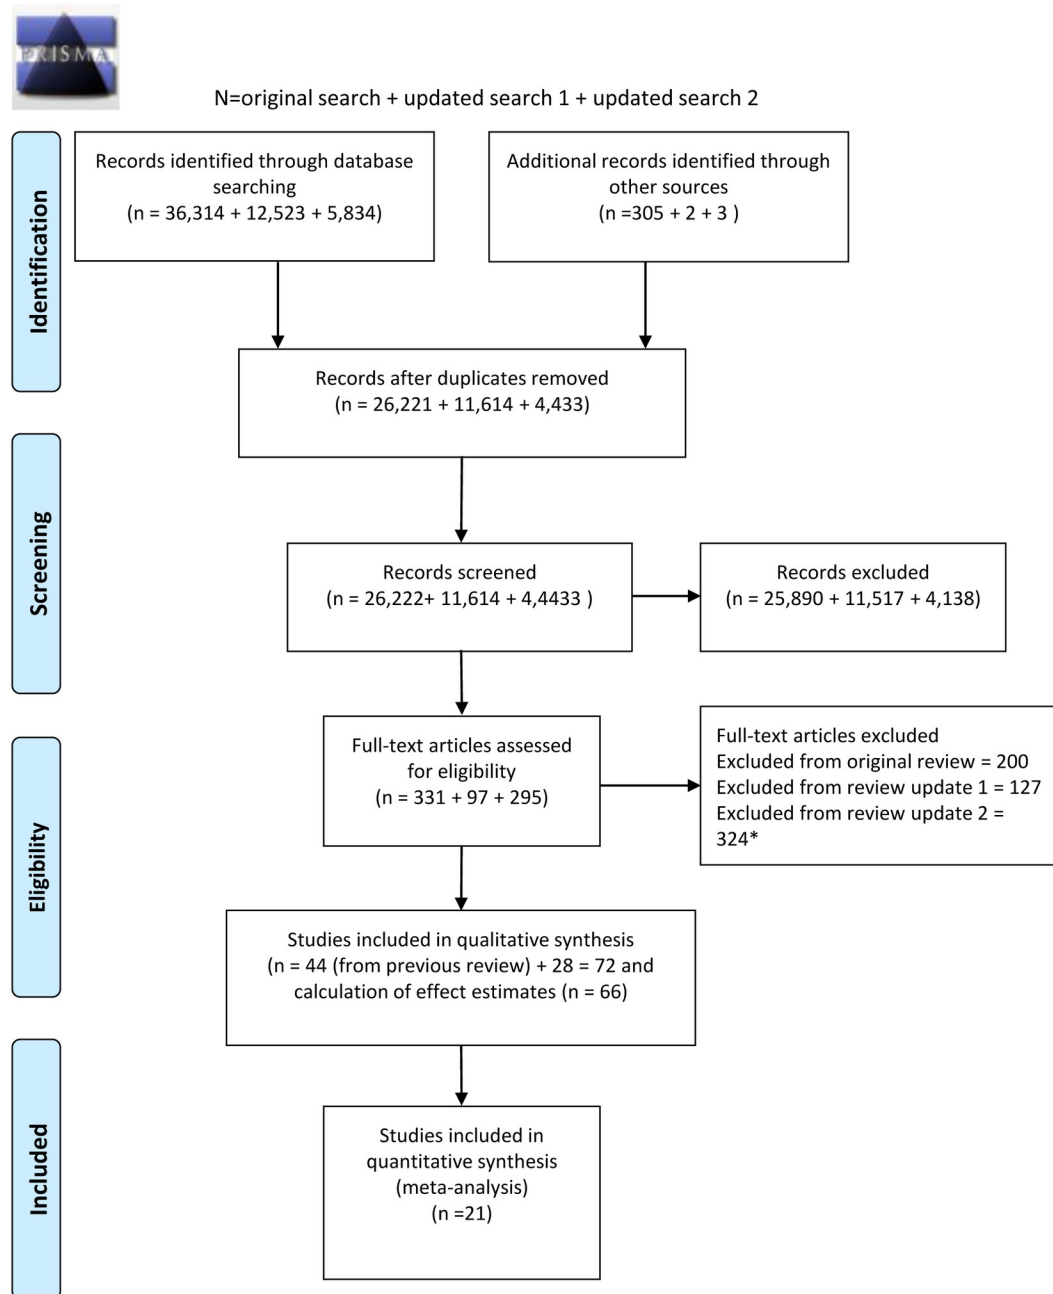 PRISMA
N=original search + updated search 1 + updated search 2
Identification
Records identified through database
searching
(n = 36,314 + 12,523 + 5,834)
Additional records identified through
other sources
(n =305 + 2 + 3 )
Records after duplicates removed
(n = 26,221 + 11,614 + 4,433)
Screening
Records screened
(n = 26,222+ 11,614 + 4,4433 )
Records excluded
(n = 25,890 + 11,517 + 4,138)
Eligibility
Full-text articles assessed
for eligibility
(n = 331 + 97 + 295)
Full-text articles excluded
Excluded from original review = 200
Excluded from review update 1 = 127
Excluded from review update 2 =
324*
Studies included in qualitative synthesis
(n = 44 (from previous review) + 28 = 72 and
calculation of effect estimates (n = 66)
Included
Studies included in
quantitative synthesis
(meta-analysis)
(n =21)